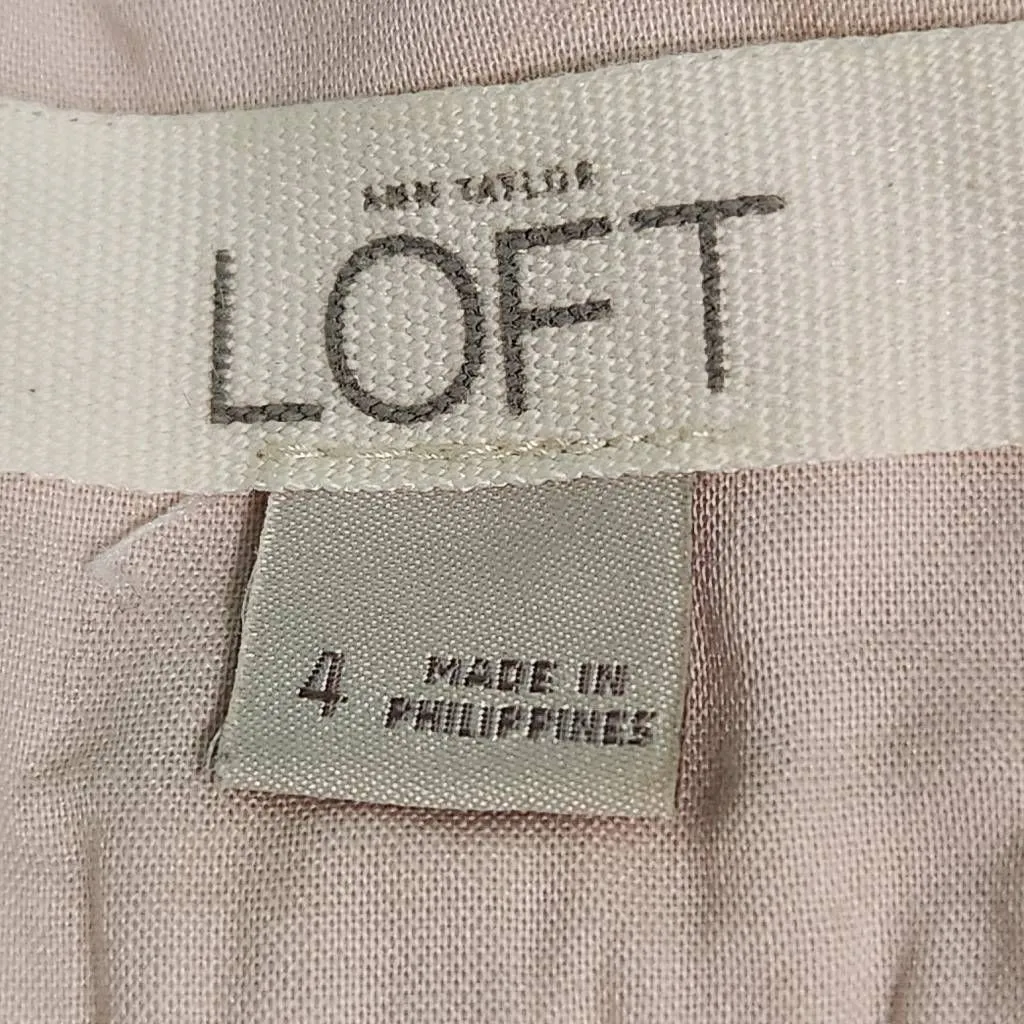 ANN TAYLOR
LOFT
4 MADE IN
PHILIPPINES